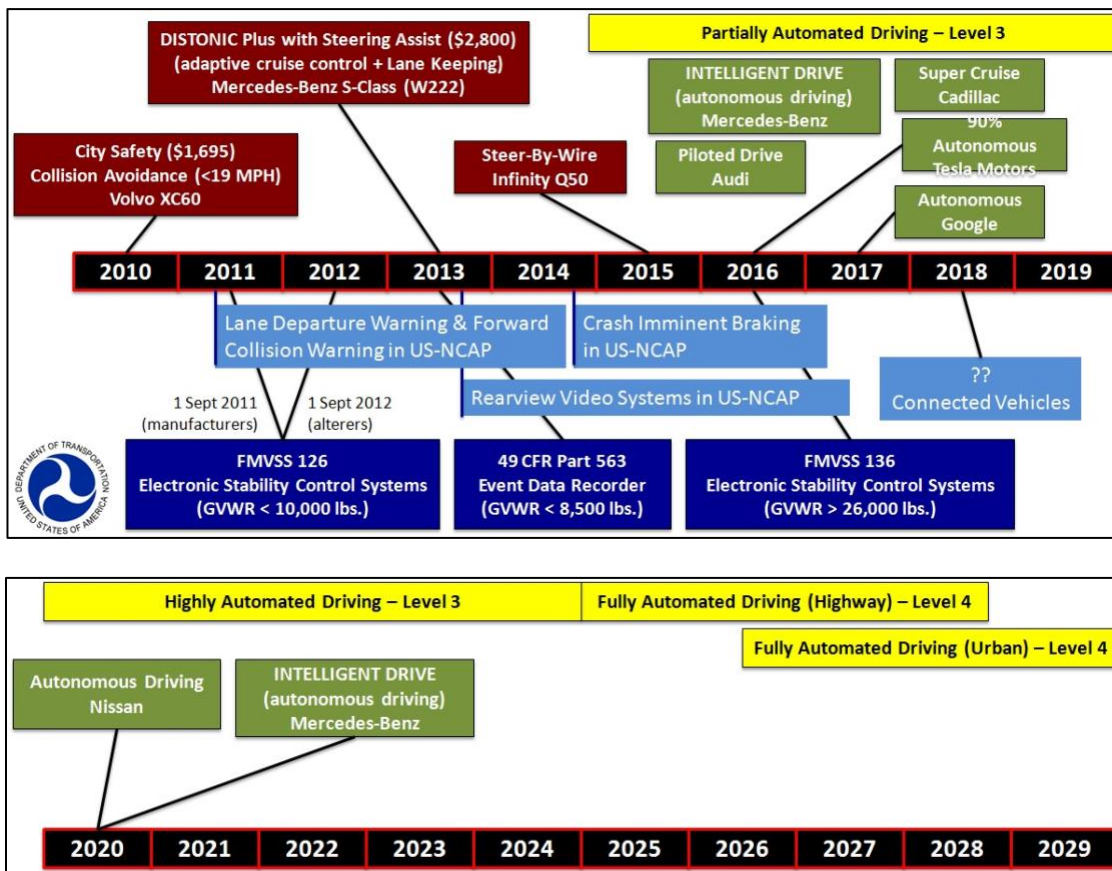 DISTONIC Plus with Steering Assist ($2,800)
(adaptive cruise control + Lane Keeping)
Mercedes-Benz S-Class (W222)
Partially Automated Driving – Level 3
INTELLIGENT DRIVE
(autonomous driving)
Mercedes-Benz
Super Cruise
Cadillac
City Safety ($1,695)
Collision Avoidance (<19 MPH)
Volvo XC60
Steer-By-Wire
Infinity Q50
Piloted Drive
Audi
90%
Autonomous
Tesla Motors
Autonomous
Google
2010 2011 2012 2013 2014 2015 2016 2017 2018 2019
Lane Departure Warning & Forward
Collision Warning in US-NCAP
Crash Imminent Braking
in US-NCAP
Rearview Video Systems in US-NCAP
??
Connected Vehicles
1 Sept 2011
(manufacturers)
1 Sept 2012
(alterers)
DEPARTMENT OF TRANSPORTATION
UNITED STATES OF AMERICA
FMVSS 126
Electronic Stability Control Systems
(GVWR < 10,000 lbs.)
49 CFR Part 563
Event Data Recorder
(GVWR < 8,500 lbs.)
FMVSS 136
Electronic Stability Control Systems
(GVWR > 26,000 lbs.)
Highly Automated Driving – Level 3
Fully Automated Driving (Highway) – Level 4
Fully Automated Driving (Urban) – Level 4
Autonomous Driving
Nissan
INTELLIGENT DRIVE
(autonomous driving)
Mercedes-Benz
2020 2021 2022 2023 2024 2025 2026 2027 2028 2029